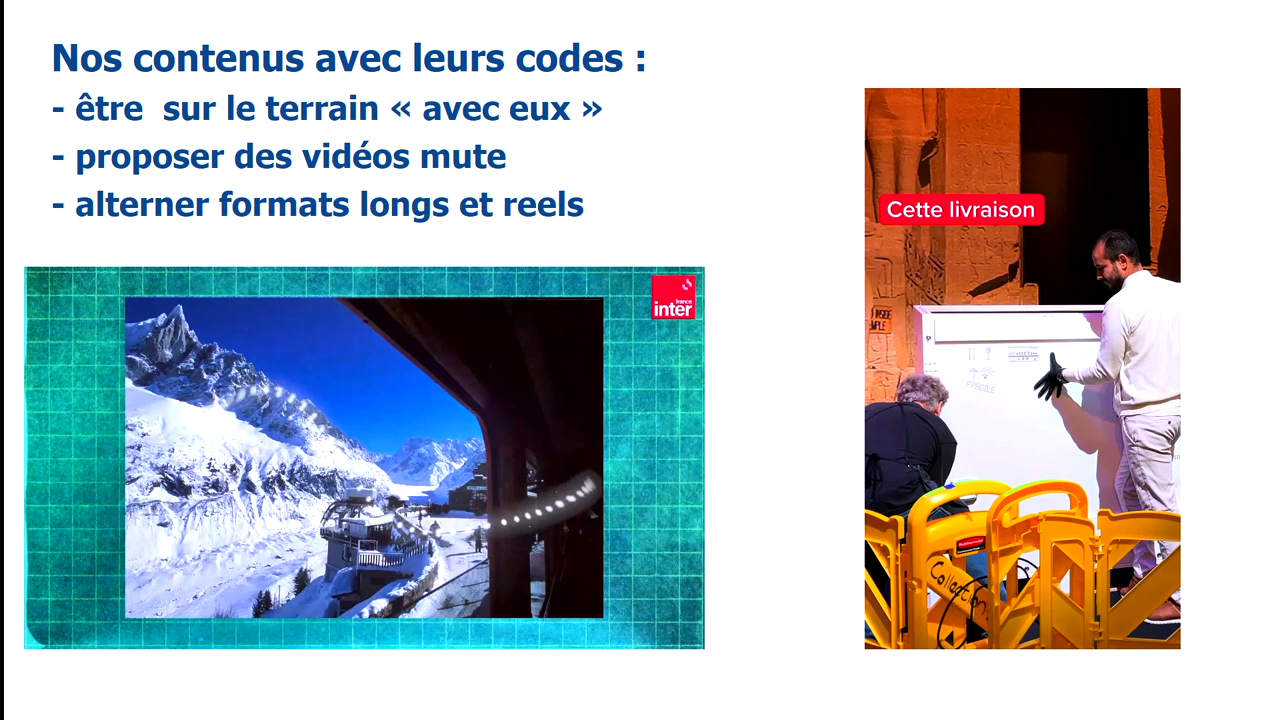 Nos contenus avec leurs codes :
- être  sur le terrain « avec eux »
- proposer des vidéos mute
- alterner formats longs et reels
Cette livraison
france
inter
FRAGILE
Collection